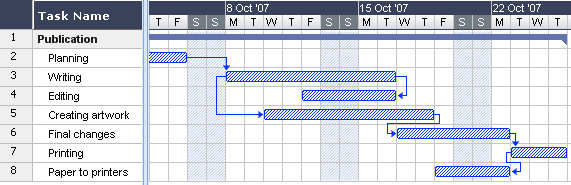 Task Name 8 Oct '07 15 Oct '07 22 Oct '07
T F S S M T W T F S S M T W T F S S M T W T
1 Publication
2 Planning
3 Writing
4 Editing
5 Creating artwork
6 Final changes
7 Printing
8 Paper to printers